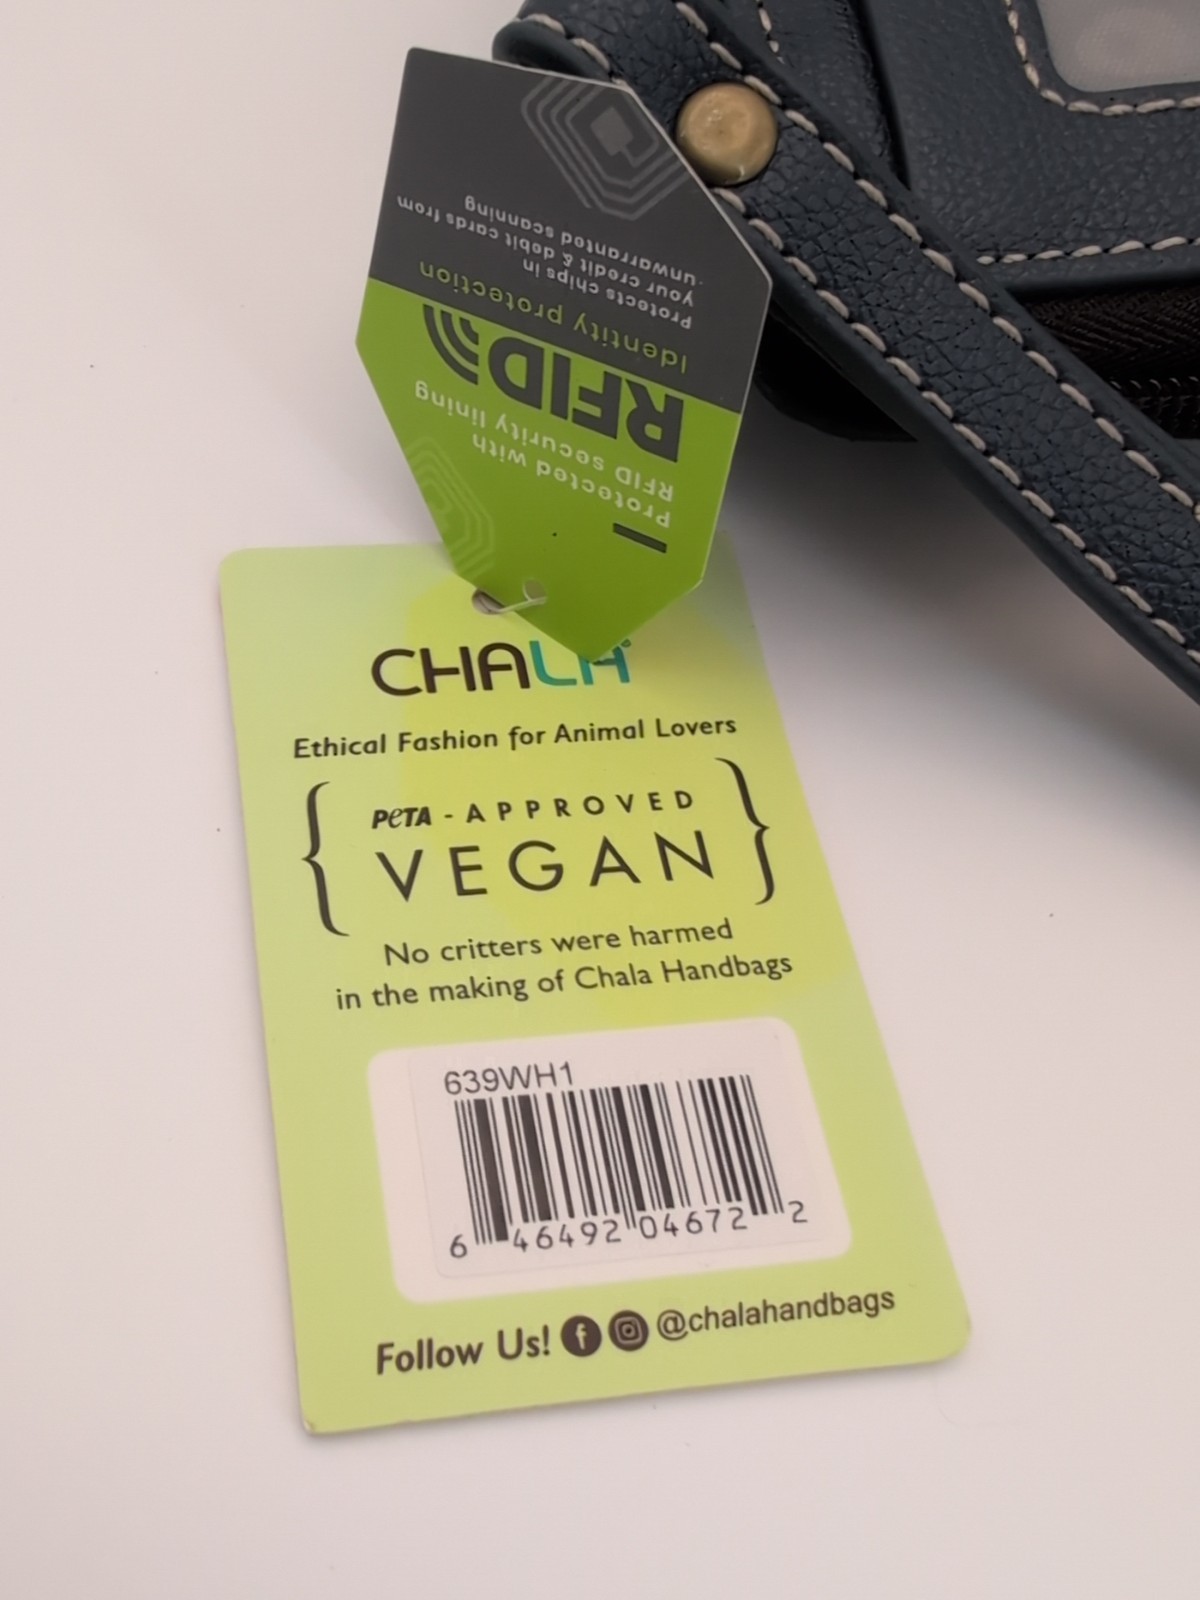 Protected with
RFID security lining
RFID
Identity protection
Protects chips in
your credit & debit cards from
unwarranted scanning
CHALA
Ethical Fashion for Animal Lovers
PeTA - APPROVED
VEGAN
No critters were harmed
in the making of Chala Handbags
639WH1
6 46492 04672 2
Follow Us! @chalahandbags